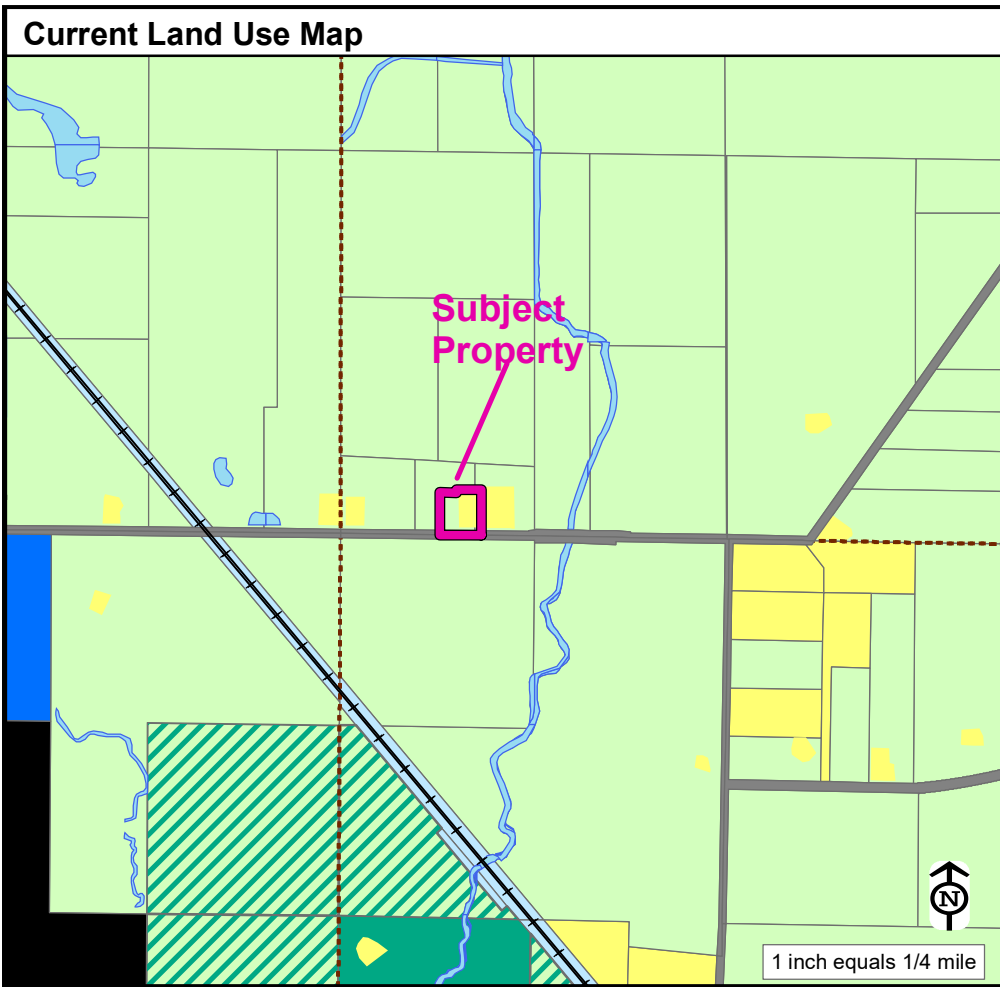 Current Land Use Map
Subject
Property
N
1 inch equals 1/4 mile